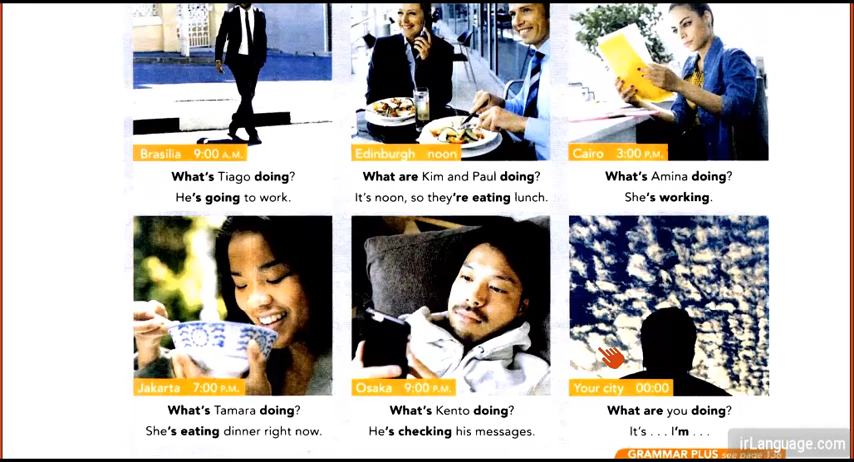 Brasilia 9:00 A.M.
Edinburgh noon
Cairo 3:00 P.M.
What's Tiago doing?
What are Kim and Paul doing?
What's Amina doing?
He's going to work.
It's noon, so they're eating lunch.
She's working.
Jakarta 7:00 P.M.
Osaka 9:00 P.M.
Your city 00:00
What's Tamara doing?
What's Kento doing?
What are you doing?
She's eating dinner right now.
He's checking his messages.
It's . . . I'm . . .
irLanguage.com
GRAMMAR PLUS see page 136